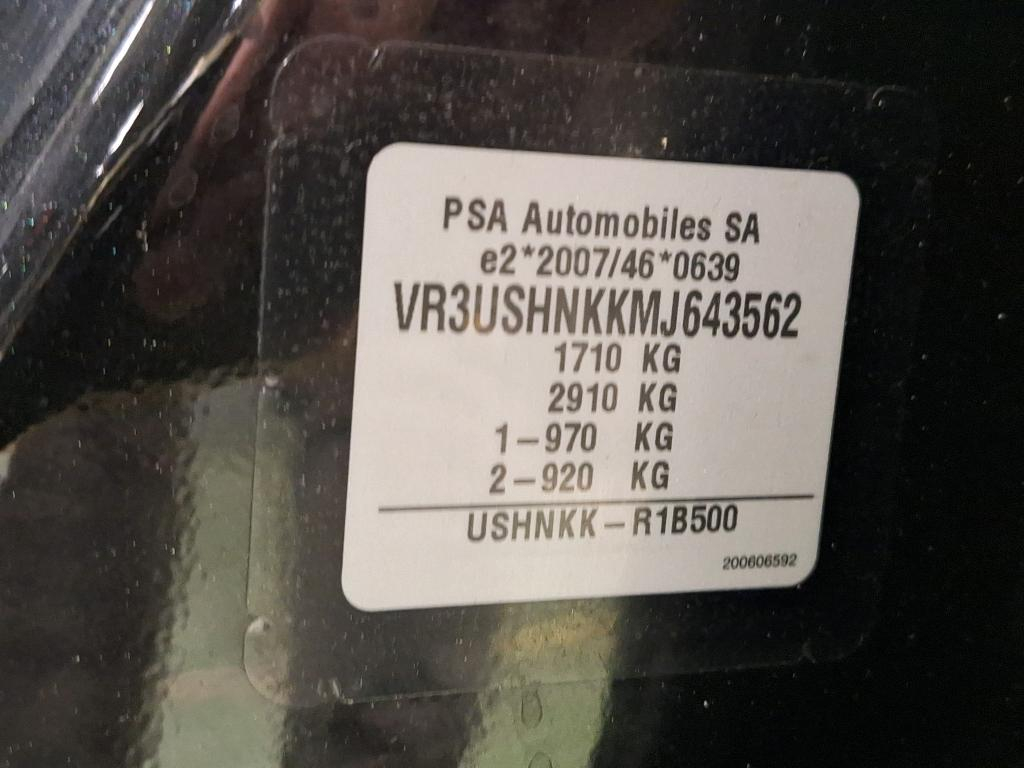 PSA Automobiles SA
e2*2007/46*0639
VR3USHNKKMJ643562
1710 KG
2910 KG
1-970 KG
2-920 KG
USHNKK-R1B500
200606592